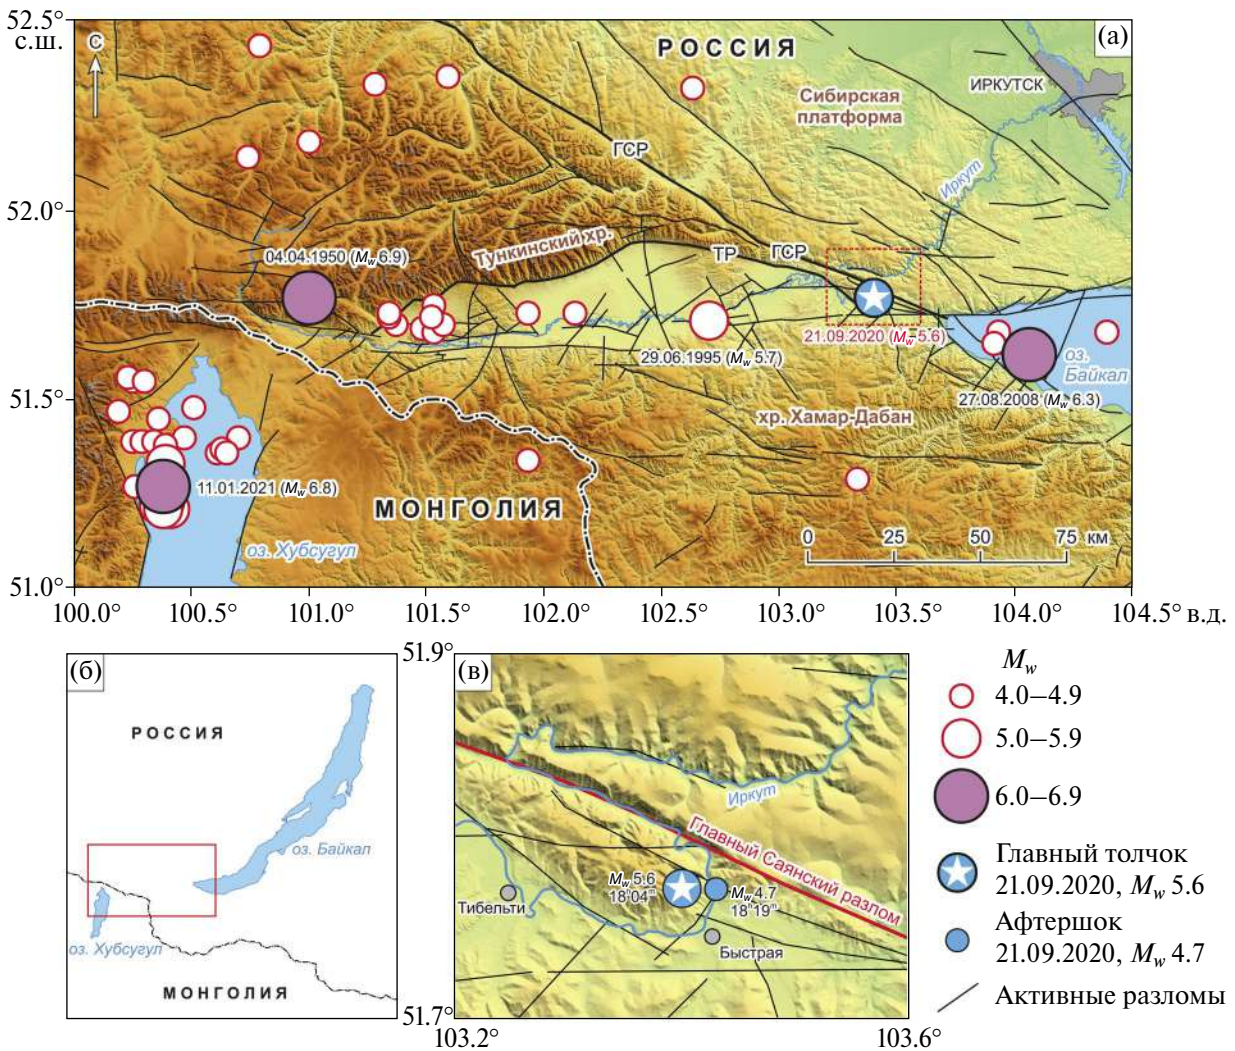 52.5°
с.ш.
52.0°
51.5°
51.0°
100.0°
100.5°
101.0°
101.5°
102.0°
102.5°
103.0°
103.5°
104.0°
104.5° в.д.
(а)
С
РОССИЯ
ИРКУТСК
Сибирская
платформа
ГСР
Иркут
Тункинский хр.
ТР
ГСР
04.04.1950 (Mw 6.9)
29.06.1995 (Mw 5.7)
21.09.2020 (Mw 5.6)
оз.
Байкал
27.08.2008 (Mw 6.3)
хр. Хамар-Дабан
11.01.2021 (Mw 6.8)
МОНГОЛИЯ
оз. Хубсугул
0 25 50 75 км
(б)
РОССИЯ
оз. Байкал
оз. Хубсугул
МОНГОЛИЯ
51.9°
51.7°
103.2°
103.6°
(в)
Иркут
Главный Саянский разлом
Mw 5.6
18ч04м
Mw 4.7
18ч19м
Тибельти
Быстрая
Mw
4.0–4.9
5.0–5.9
6.0–6.9
Главный толчок
21.09.2020, Mw 5.6
Афтершок
21.09.2020, Mw 4.7
Активные разломы